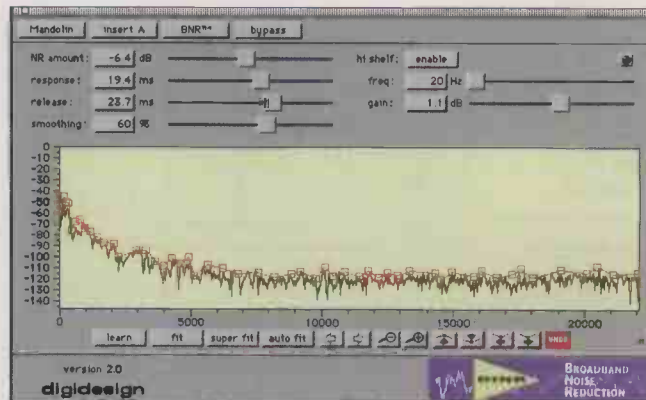 Mandolin insert A BNR™ bypass
NR amount: -6.4 dB hi shelf: enable
response: 19.4 ms freq: 20 Hz
release: 23.7 ms gain: 1.1 dB
smoothing: 60 %
0
-10
-20
-30
-40
-50
-60
-70
-80
-90
-100
-110
-120
-130
-140
0 5000 10000 15000 20000
learn fit super fit auto fit UNDO
version 2.0
digidesign
BROADBAND
NOISE
REDUCTION